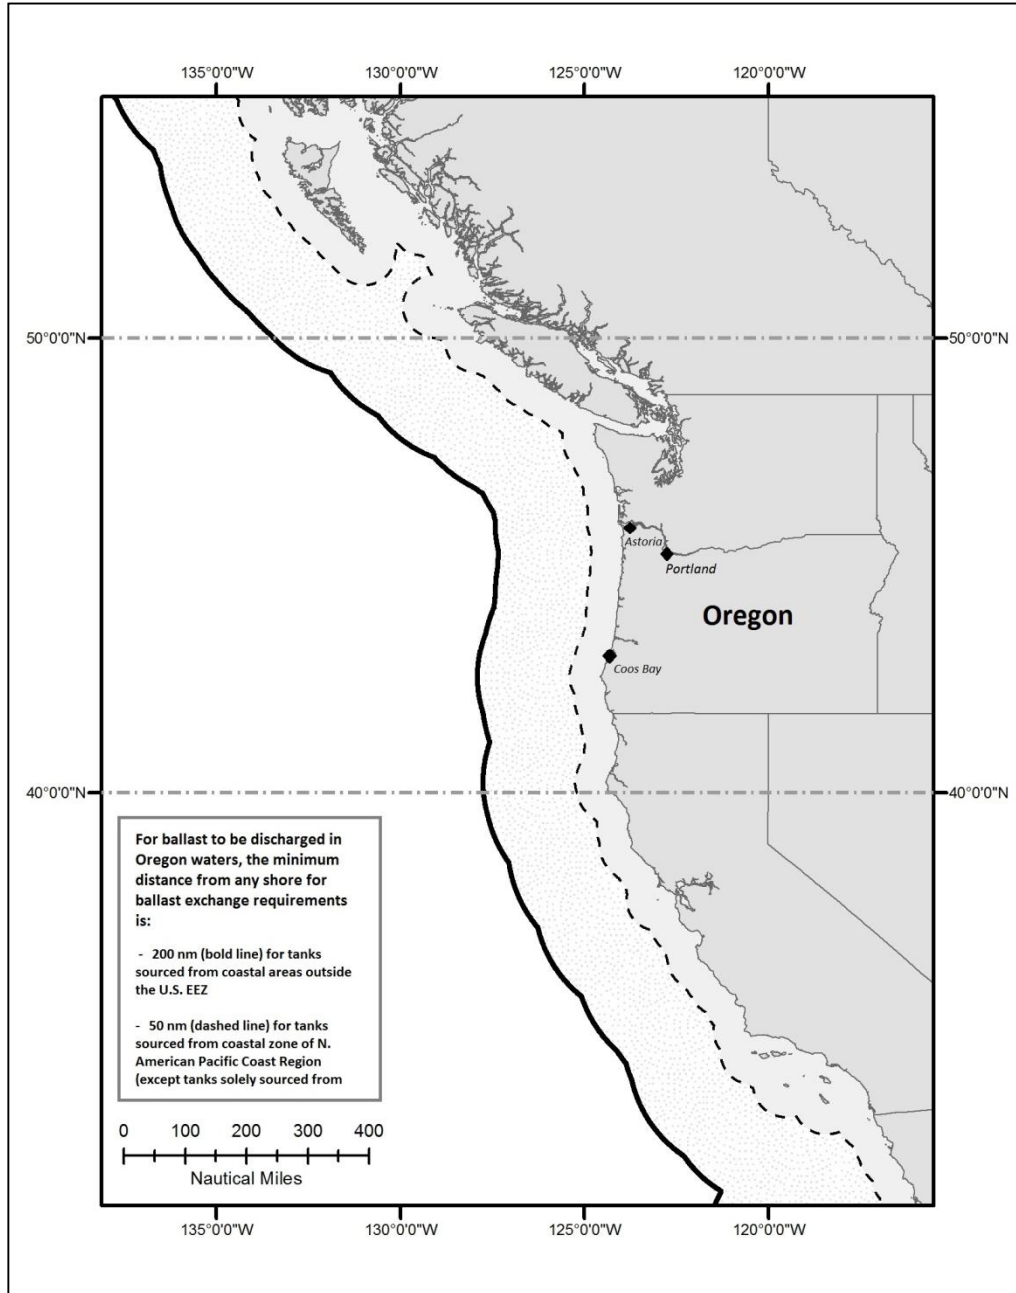 135°0'0"W 130°0'0"W 125°0'0"W 120°0'0"W
50°0'0"N 50°0'0"N
Astoria
Portland
Oregon
Coos Bay
40°0'0"N 40°0'0"N
For ballast to be discharged in
Oregon waters, the minimum
distance from any shore for
ballast exchange requirements
is:
- 200 nm (bold line) for tanks
sourced from coastal areas outside
the U.S. EEZ
- 50 nm (dashed line) for tanks
sourced from coastal zone of N.
American Pacific Coast Region
(except tanks solely sourced from
0 100 200 300 400
Nautical Miles
135°0'0"W 130°0'0"W 125°0'0"W 120°0'0"W